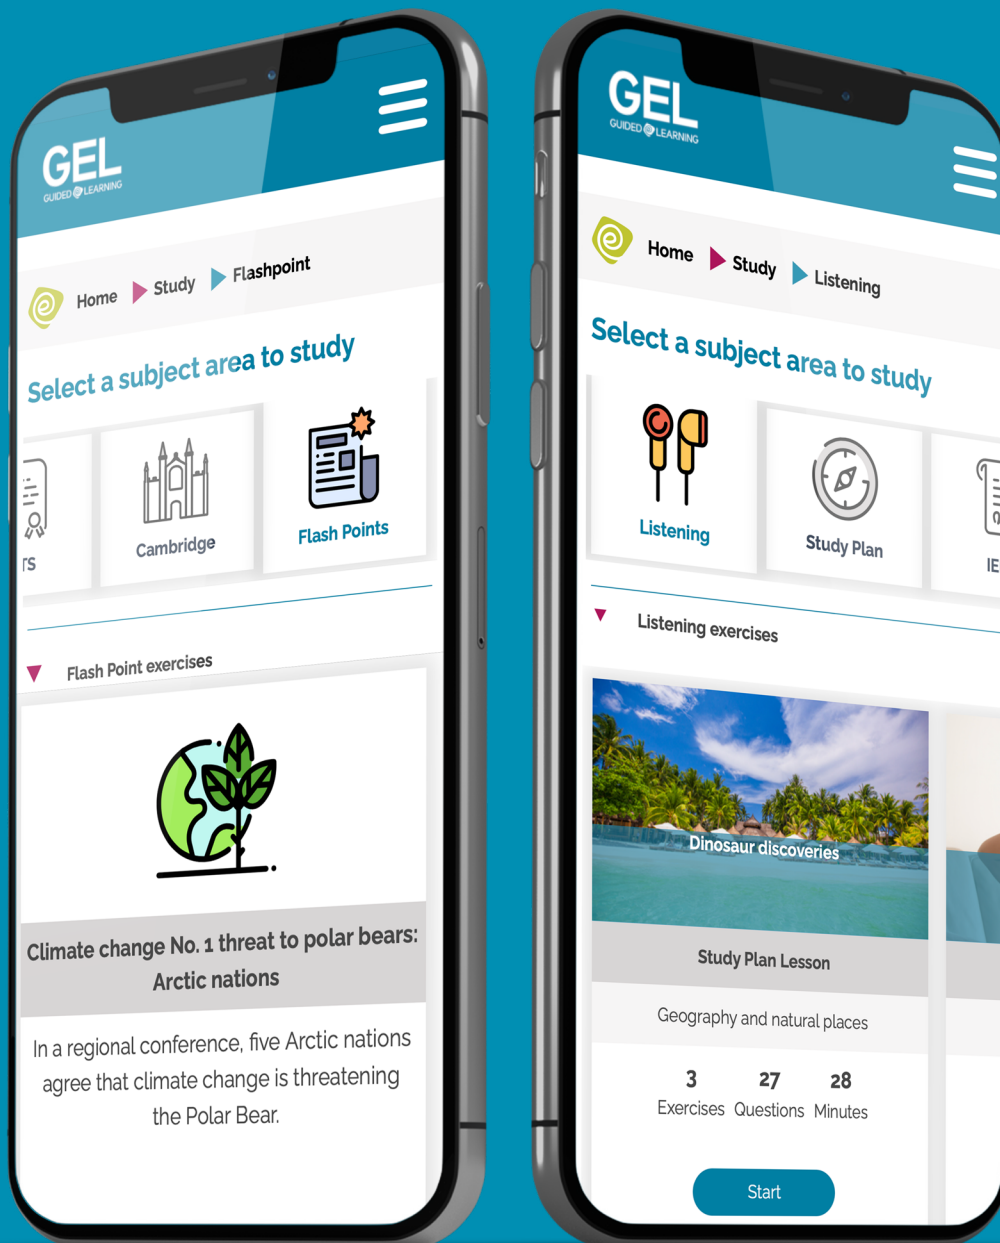 GEL
GUIDED e LEARNING
Home Study Flashpoint
Select a subject area to study
TS
Cambridge
Flash Points
Flash Point exercises
Climate change No. 1 threat to polar bears:
Arctic nations
In a regional conference, five Arctic nations
agree that climate change is threatening
the Polar Bear.
GEL
GUIDED e LEARNING
e Home Study Listening
Select a subject area to study
Listening
Study Plan
IE
Listening exercises
Dinosaur discoveries
Study Plan Lesson
Geography and natural places
3 27 28
Exercises Questions Minutes
Start